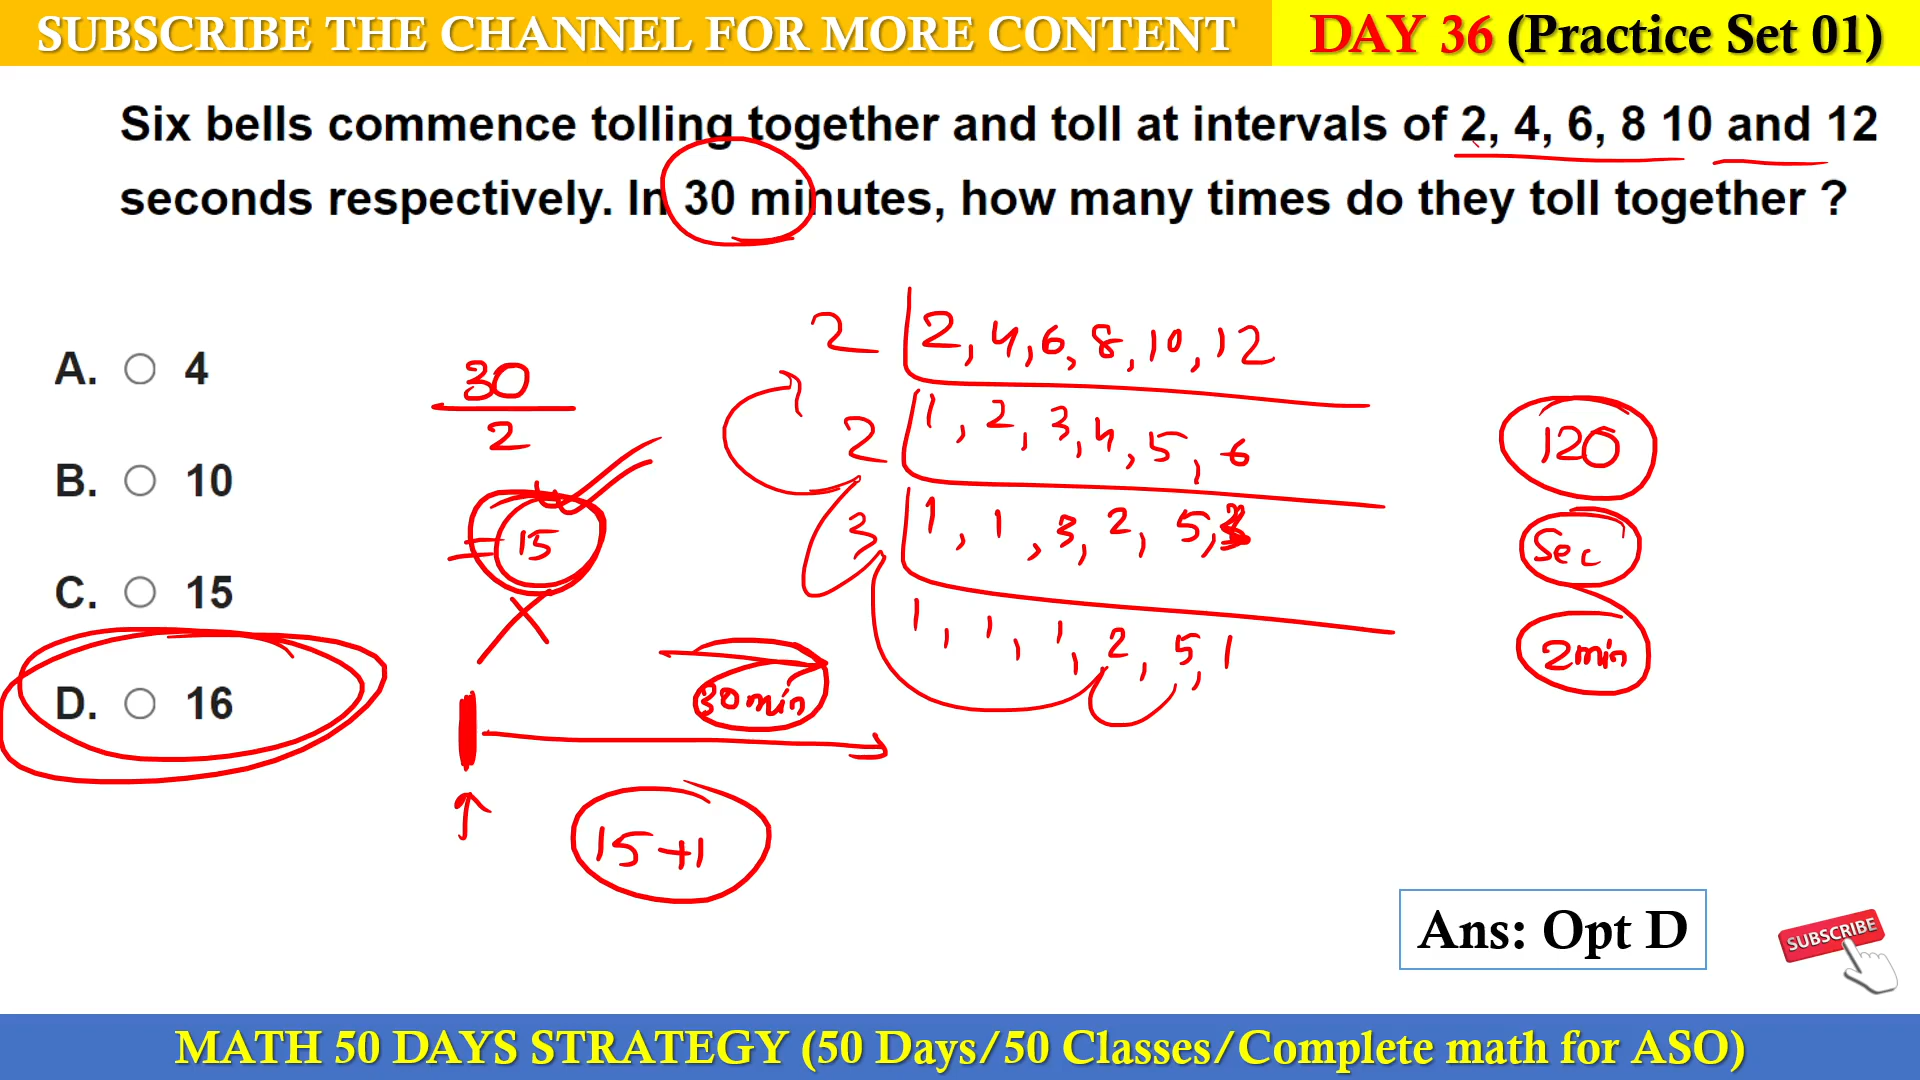 SUBSCRIBE THE CHANNEL FOR MORE CONTENT
DAY 36 (Practice Set 01)
Six bells commence tolling together and toll at intervals of 2, 4, 6, 8 10 and 12
seconds respectively. In 30 minutes, how many times do they toll together ?
A. 4
B. 10
C. 15
D. 16
30
2
= 15
30 min
15+1
2 2, 4, 6, 8, 10, 12
2 1, 2, 3, 4, 5, 6
3 1, 1, 3, 2, 5, 3
1, 1, 1, 2, 5, 1
120
Sec
2 min
Ans: Opt D
SUBSCRIBE
MATH 50 DAYS STRATEGY (50 Days/50 Classes/Complete math for ASO)